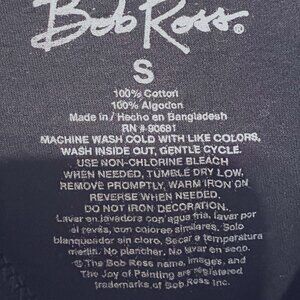 Bob Ross®
S
100% Cotton
100% Algodon
Made in / Hecho en Bangladesh
RN # 90681
MACHINE WASH COLD WITH LIKE COLORS,
WASH INSIDE OUT, GENTLE CYCLE.
USE NON-CHLORINE BLEACH
WHEN NEEDED, TUMBLE DRY LOW,
REMOVE PROMPTLY, WARM IRON ON
REVERSE WHEN NEEDED.
DO NOT IRON DECORATION.
Lavar en lavadora con agua fria, lavar por
el revés, con colores similares. Solo
blanqueador sin cloro, Secar a temperatura
media. No planchar. No lavar en seco.
© The Bob Ross name, images, and
The Joy of Painting are registered
trademarks of Bob Ross Inc.